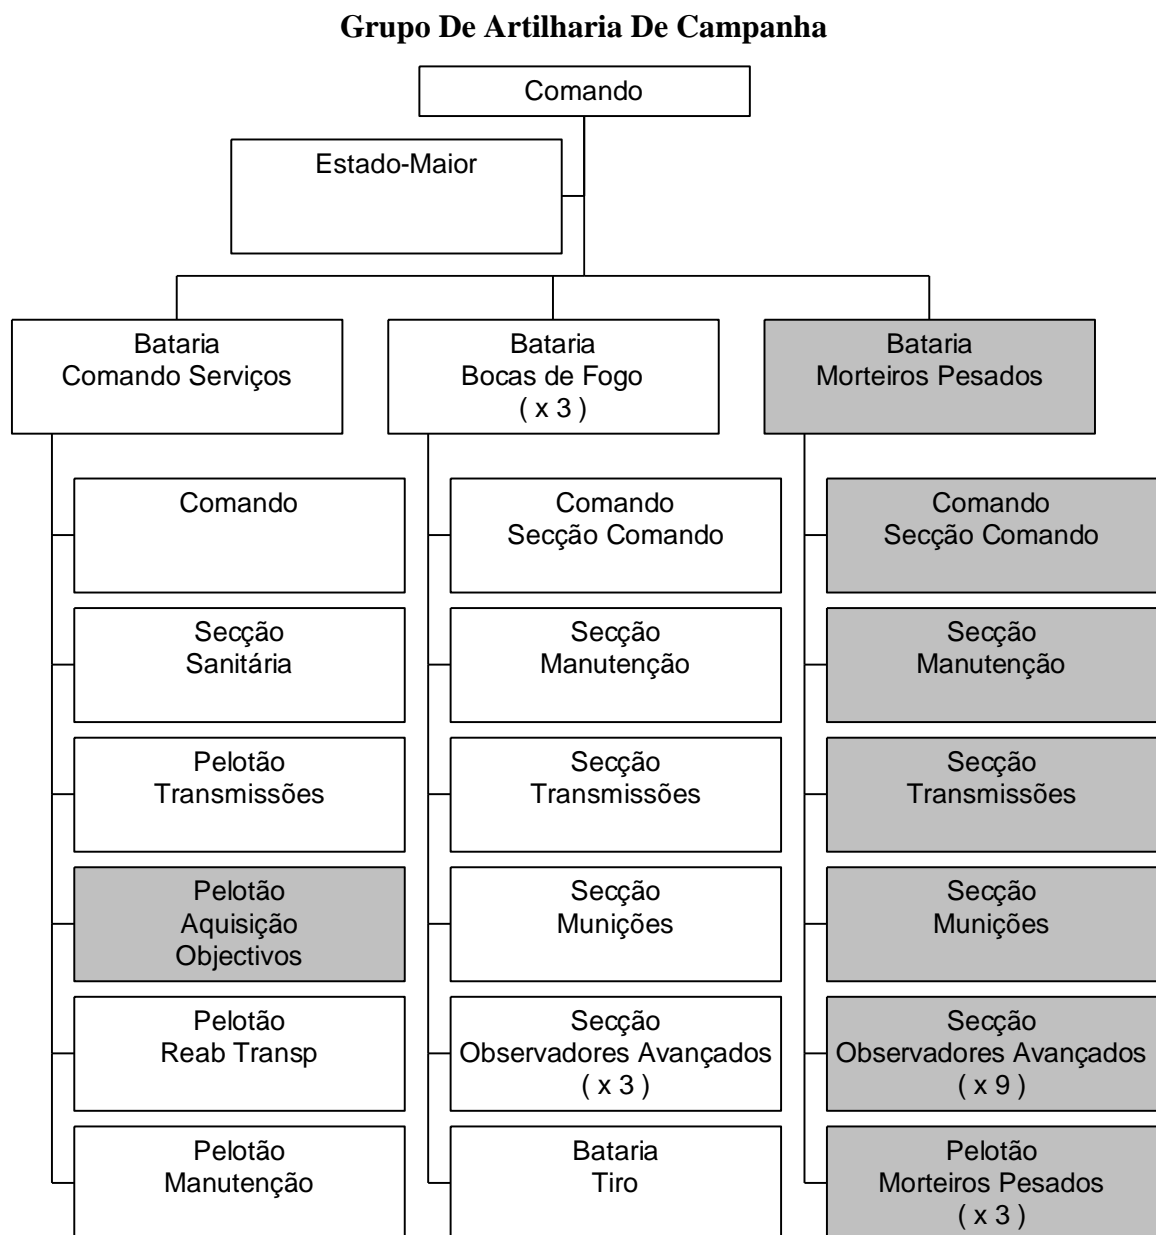 Grupo De Artilharia De Campanha
Comando
Estado-Maior
Bataria
Comando Serviços
Bataria
Bocas de Fogo
( x 3 )
Bataria
Morteiros Pesados
Comando
Secção
Sanitária
Pelotão
Transmissões
Pelotão
Aquisição
Objectivos
Pelotão
Reab Transp
Pelotão
Manutenção
Comando
Secção Comando
Secção
Manutenção
Secção
Transmissões
Secção
Munições
Secção
Observadores Avançados
( x 3 )
Bataria
Tiro
Comando
Secção Comando
Secção
Manutenção
Secção
Transmissões
Secção
Munições
Secção
Observadores Avançados
( x 9 )
Pelotão
Morteiros Pesados
( x 3 )